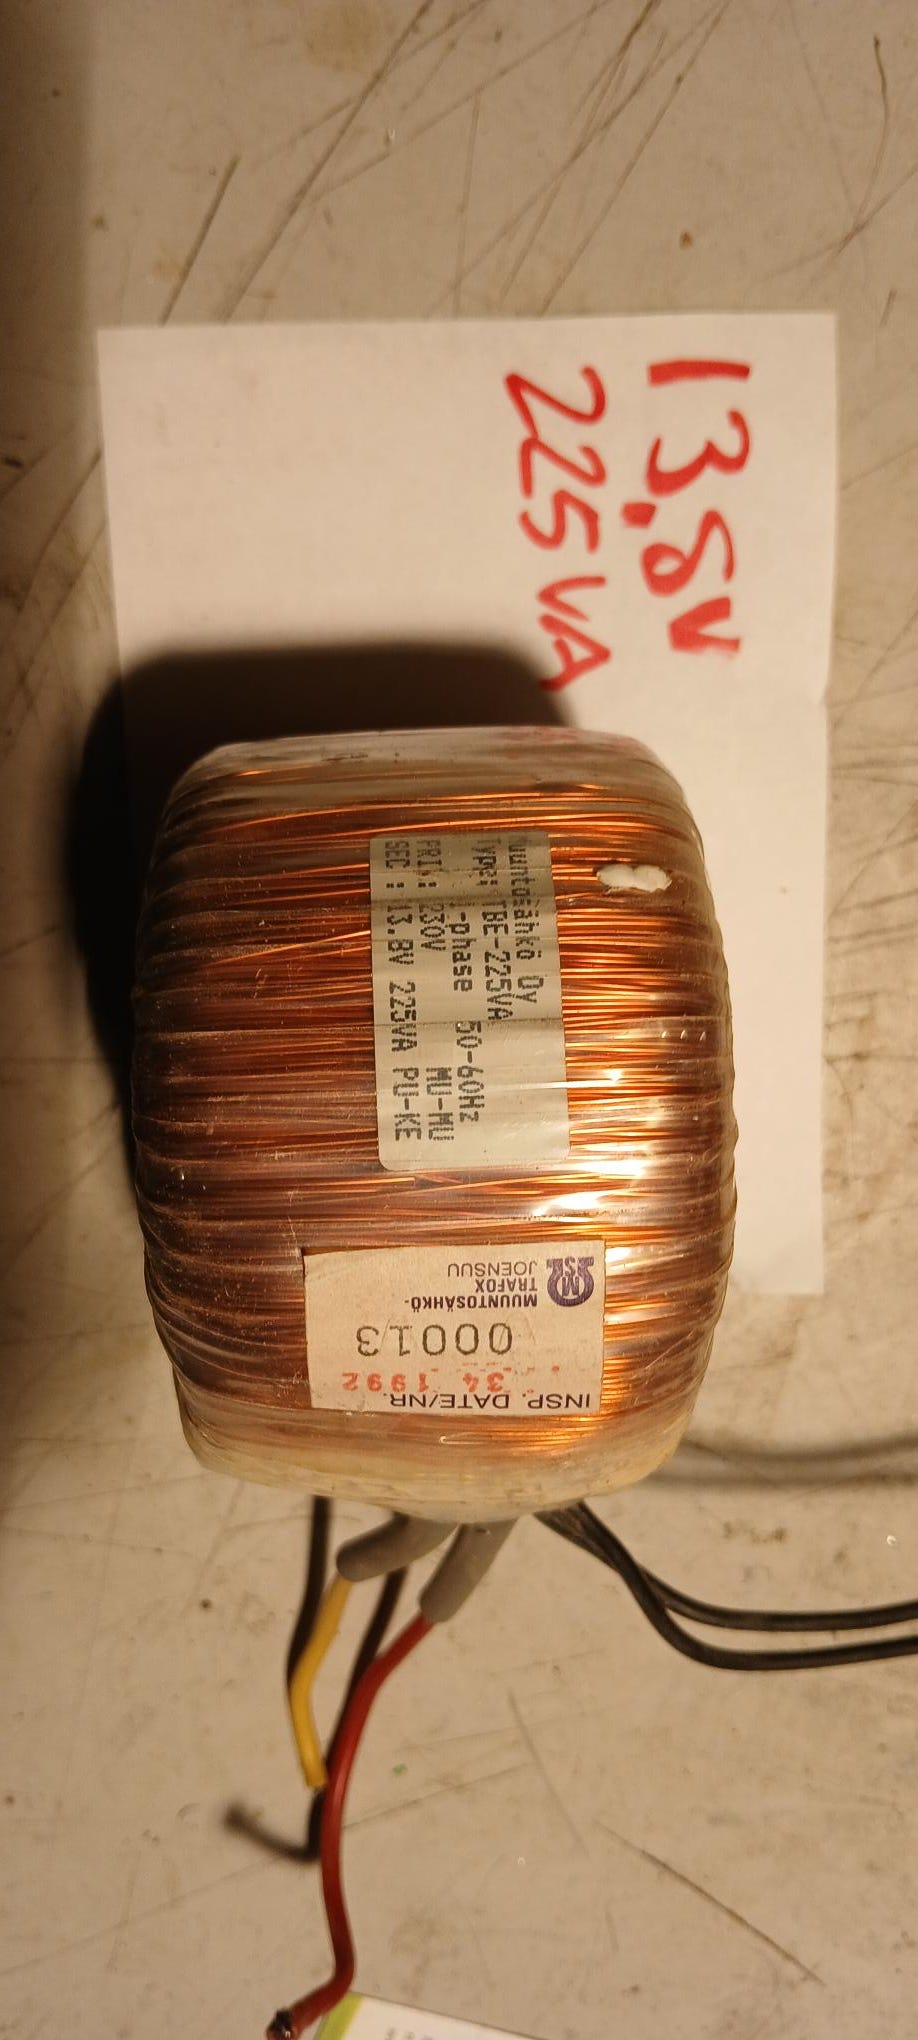 13,8V
225VA
Muuntosähkö Oy
Type: TBE-225VA
-phase 50-60Hz
PRI : 230V MU-MU
SEC : 13.8V 225VA PU-KE
MSL
MUUNTOSÄHKÖ-
TRAFOX
JOENSUU
00013
34 1992
INSP. DATE/NR.